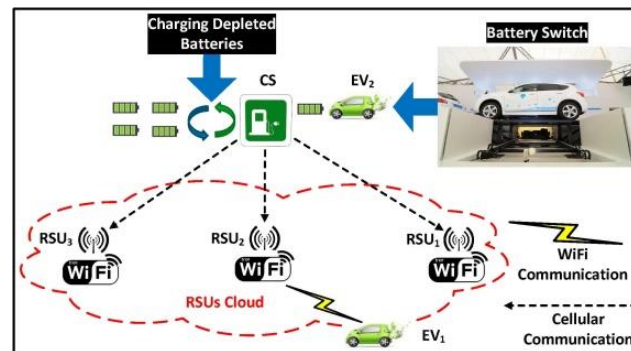 Charging Depleted
Batteries
Battery Switch
CS
EV2
RSU3
WiFi
RSU2
WiFi
RSU1
WiFi
WiFi
Communication
RSUs Cloud
EV1
Cellular
Communication